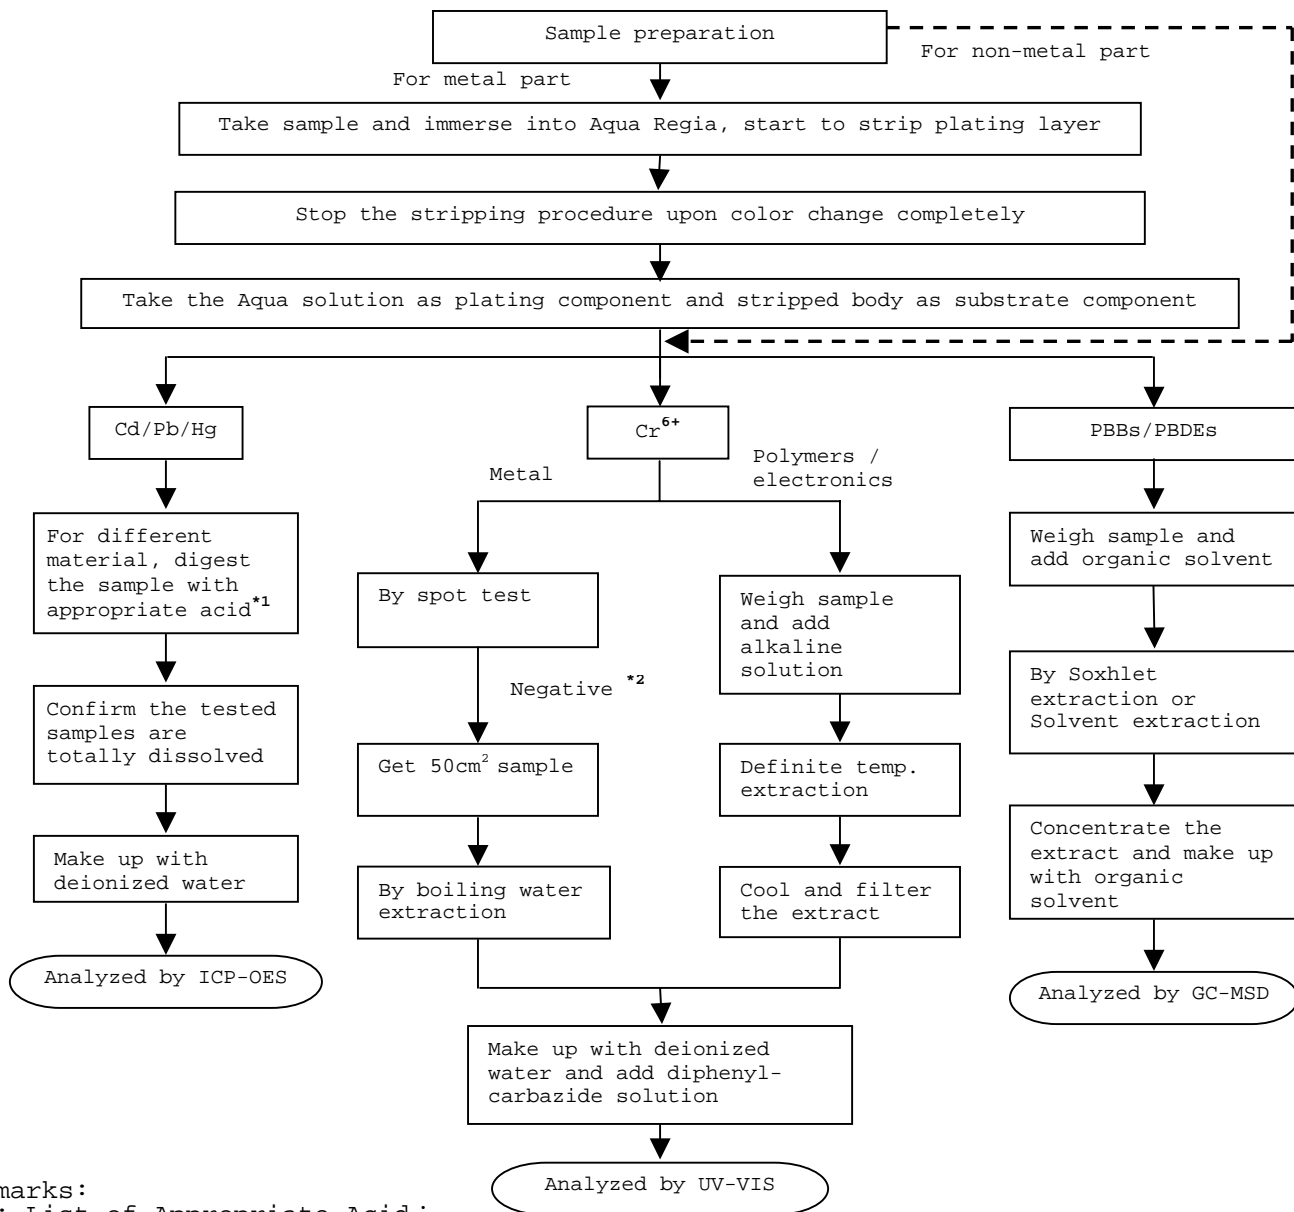 Sample preparation
For non-metal part
For metal part
Take sample and immerse into Aqua Regia, start to strip plating layer
Stop the stripping procedure upon color change completely
Take the Aqua solution as plating component and stripped body as substrate component
Cd/Pb/Hg
For different
material, digest
the sample with
appropriate acid*1
Confirm the tested
samples are
totally dissolved
Make up with
deionized water
Analyzed by ICP-OES
Cr6+
Metal
Polymers /
electronics
By spot test
Negative *2
Get 50cm2 sample
By boiling water
extraction
Weigh sample
and add
alkaline
solution
Definite temp.
extraction
Cool and filter
the extract
Make up with deionized
water and add diphenyl-
carbazide solution
Analyzed by UV-VIS
PBBs/PBDEs
Weigh sample and
add organic solvent
By Soxhlet
extraction or
Solvent extraction
Concentrate the
extract and make up
with organic
solvent
Analyzed by GC-MSD
marks:
: List of Appropriate Acid: